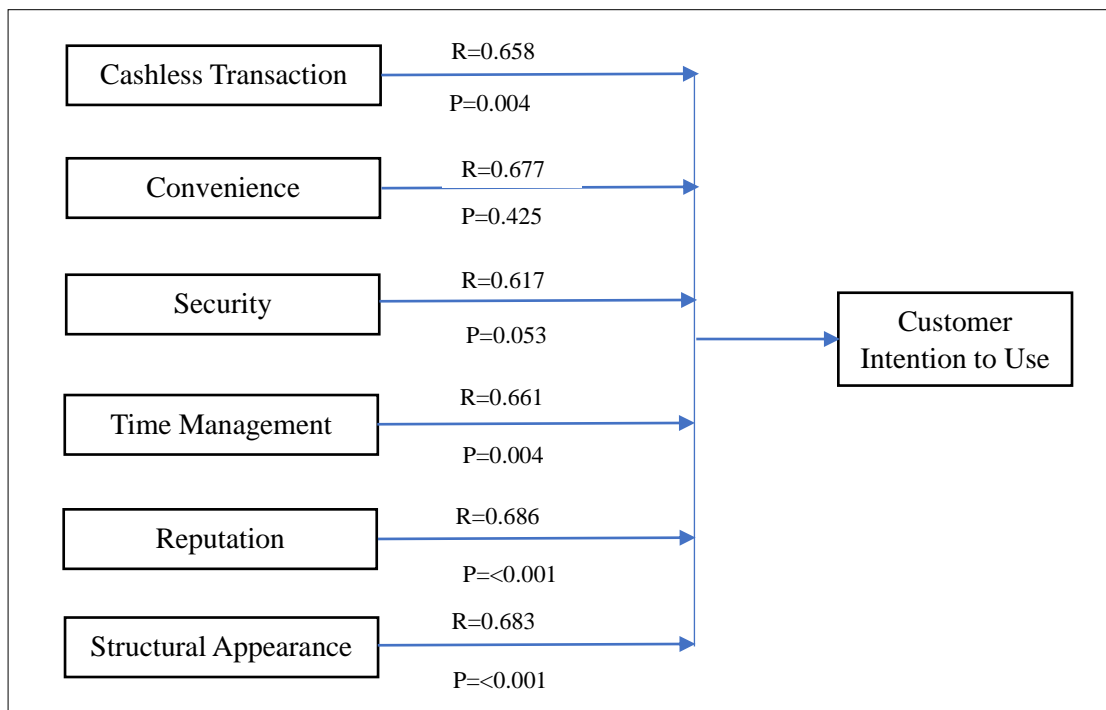 R=0.658
Cashless Transaction
P=0.004
R=0.677
Convenience
P=0.425
R=0.617
Security
P=0.053
Customer
Intention to Use
R=0.661
Time Management
P=0.004
R=0.686
Reputation
P=<0.001
R=0.683
Structural Appearance
P=<0.001